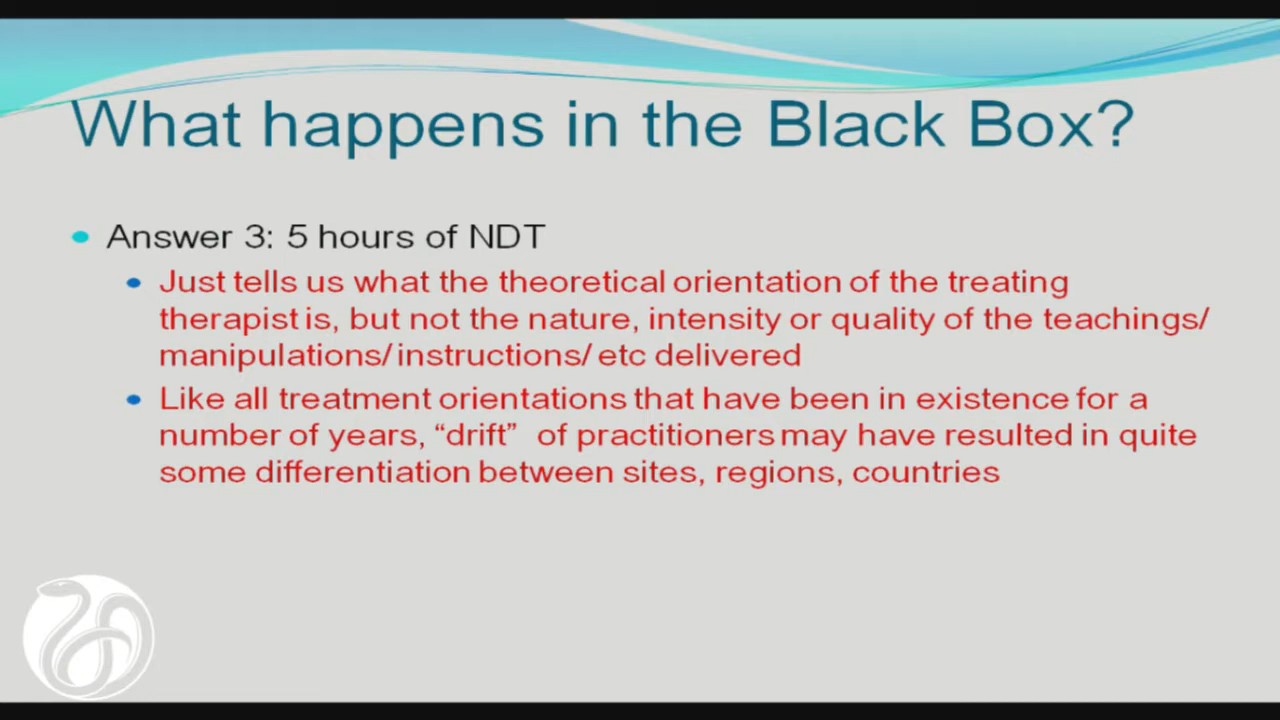 What happens in the Black Box?
Answer 3: 5 hours of NDT
Just tells us what the theoretical orientation of the treating
therapist is, but not the nature, intensity or quality of the teachings/
manipulations/ instructions/ etc delivered
Like all treatment orientations that have been in existence for a
number of years, “drift” of practitioners may have resulted in quite
some differentiation between sites, regions, countries